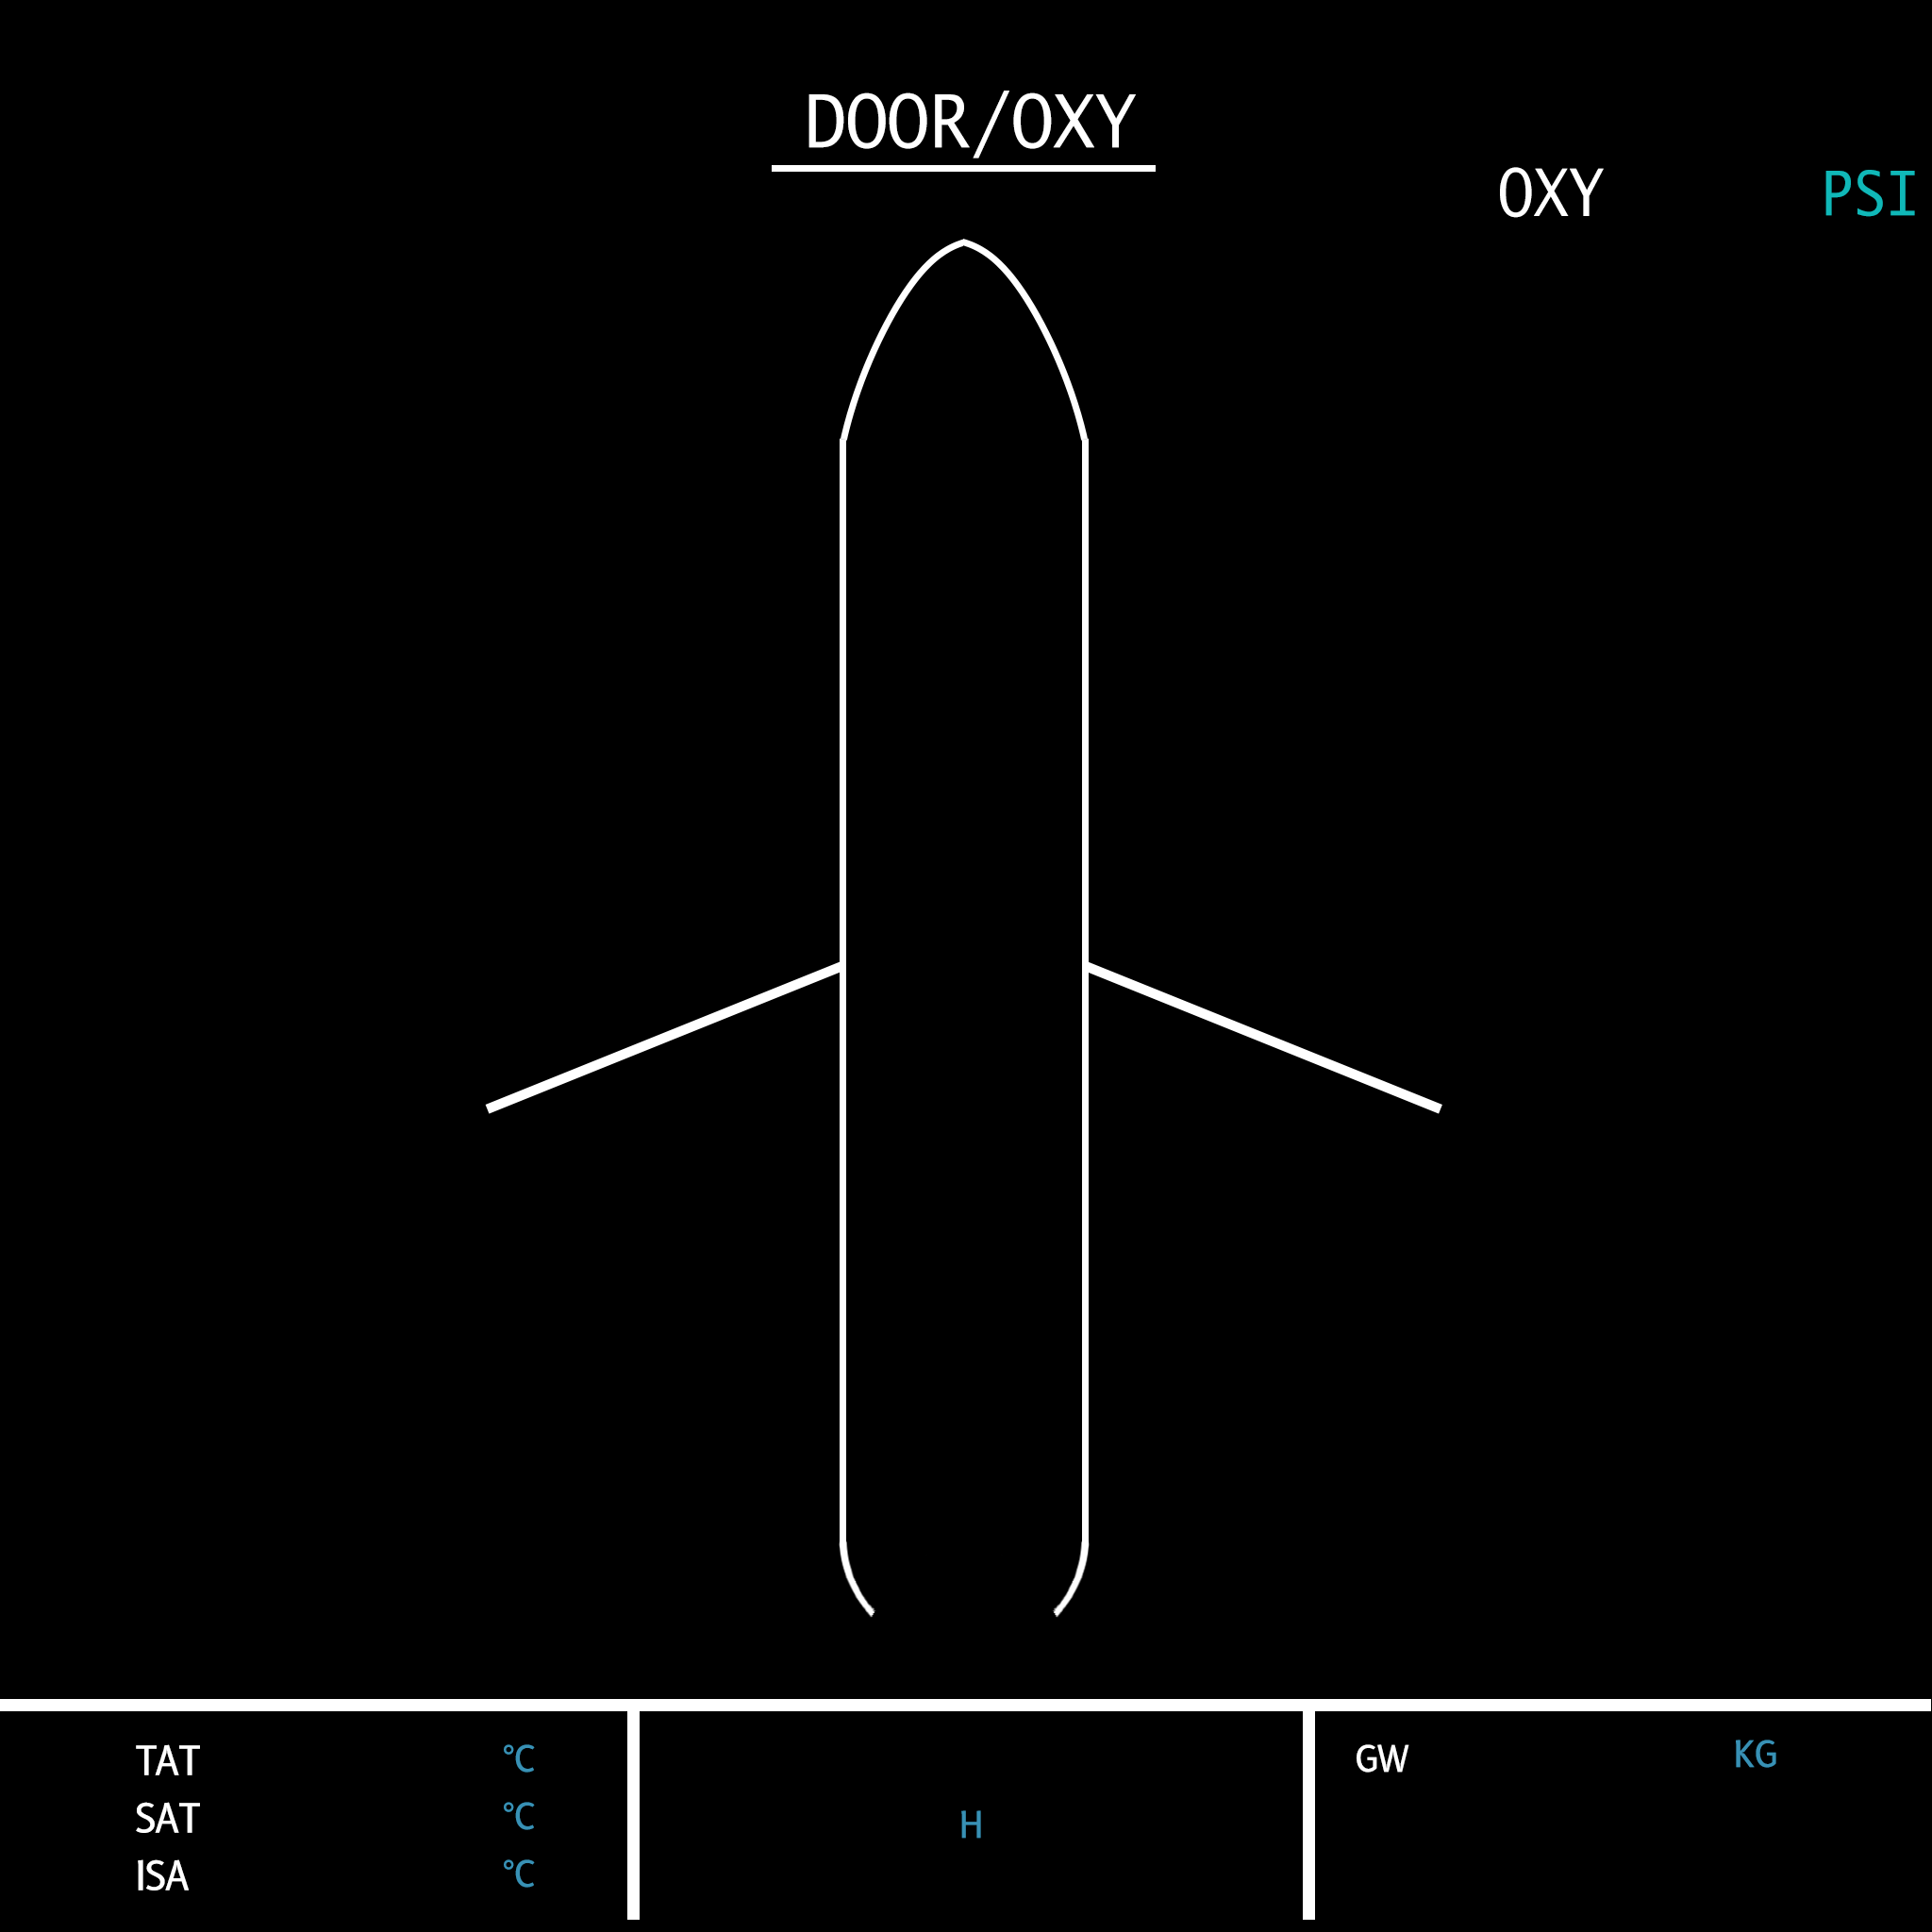 DOOR/OXY
OXY PSI
TAT °C
SAT °C
ISA °C
H
GW KG